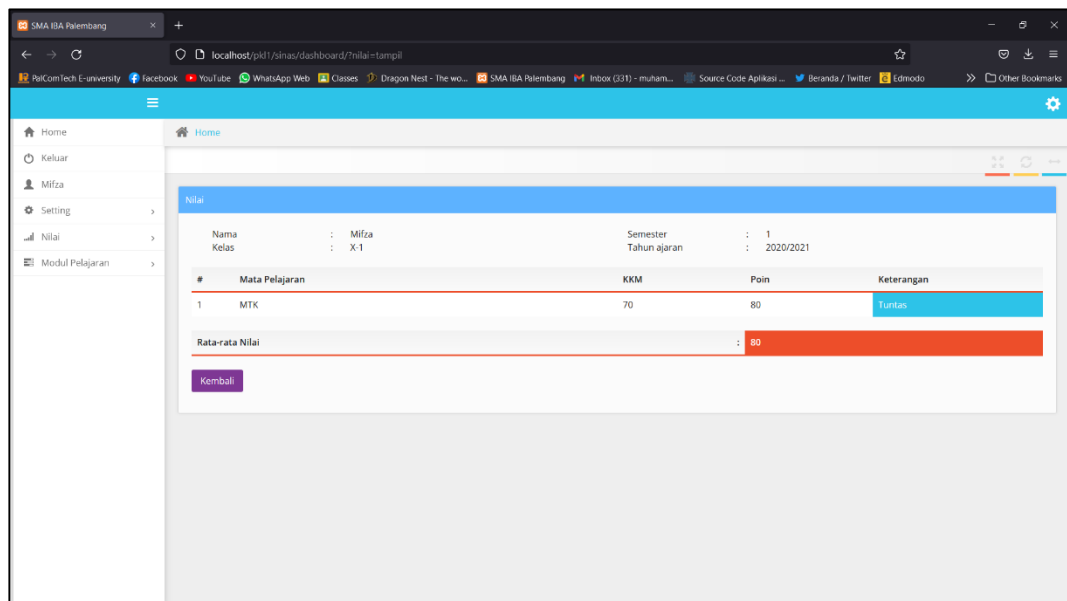 SMA IBA Palembang
localhost/pkl1/sinas/dashboard/?nilai=tampil
PalComTech E-university Facebook YouTube WhatsApp Web Classes Dragon Nest - The wo... SMA IBA Palembang Inbox (331) - muham... Source Code Aplikasi ... Beranda / Twitter Edmodo Other Bookmarks
Home
Keluar
Mifza
Setting
Nilai
Modul Pelajaran
Home
Nilai
Nama : Mifza Semester : 1
Kelas : X-1 Tahun ajaran : 2020/2021
# Mata Pelajaran KKM Poin Keterangan
1 MTK 70 80 Tuntas
Rata-rata Nilai : 80
Kembali